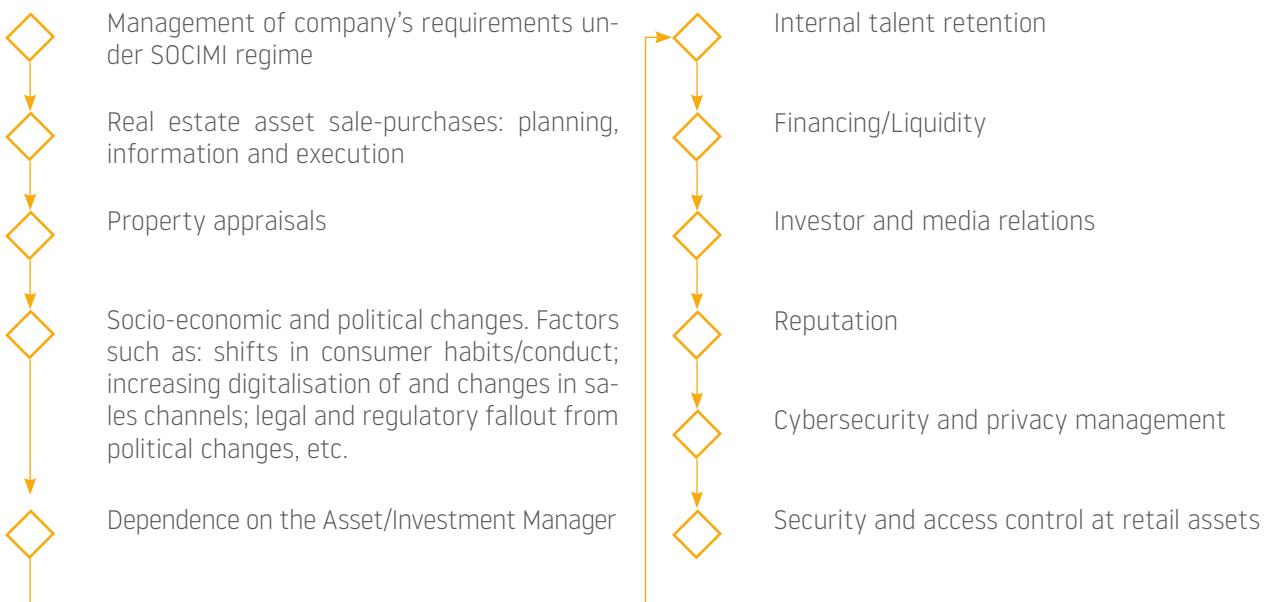 Management of company's requirements un-
der SOCIMI regime
Real estate asset sale-purchases: planning,
information and execution
Property appraisals
Socio-economic and political changes. Factors
such as: shifts in consumer habits/conduct;
increasing digitalisation of and changes in sa-
les channels; legal and regulatory fallout from
political changes, etc.
Dependence on the Asset/Investment Manager
Internal talent retention
Financing/Liquidity
Investor and media relations
Reputation
Cybersecurity and privacy management
Security and access control at retail assets